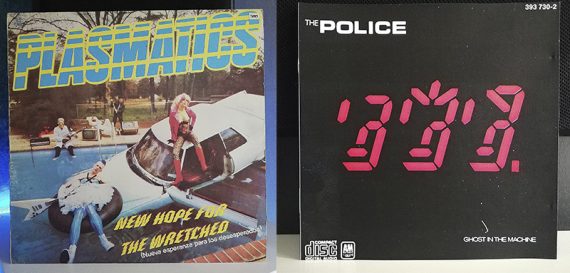 PLASMATICS
NEW HOPE FOR
THE WRETCHED
(Nueva esperanza para los desesperados)
393 730-2
THE POLICE
GHOST IN THE MACHINE
COMPACT
disc
DIGITAL AUDIO
A&M